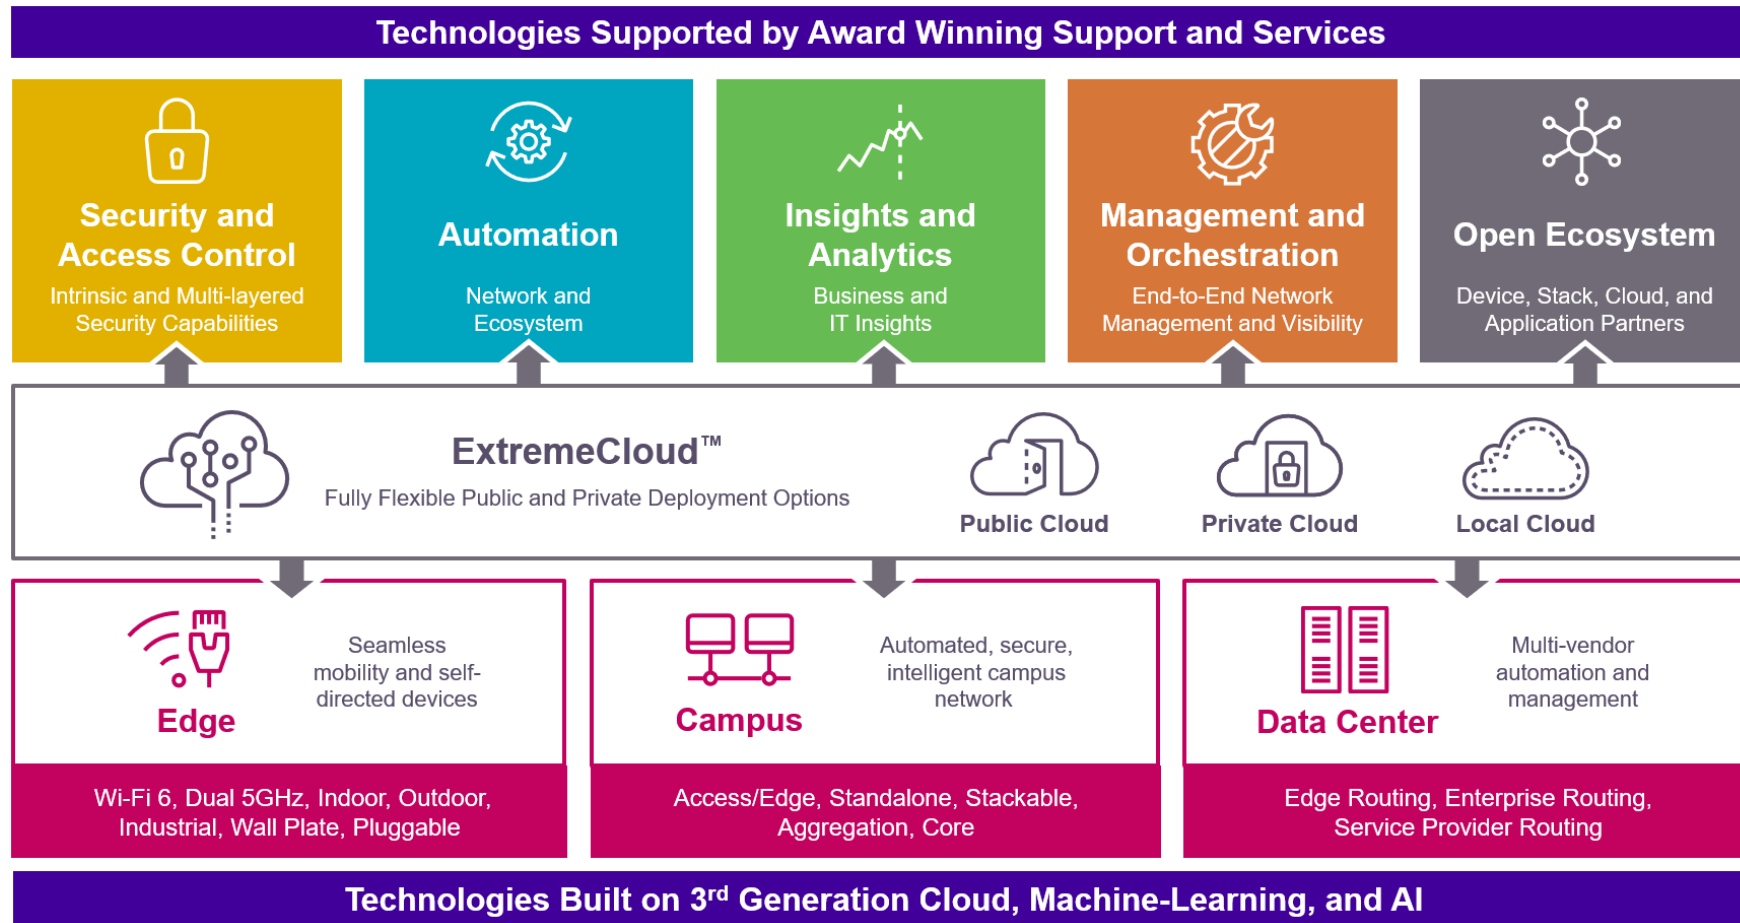 Technologies Supported by Award Winning Support and Services
Security and
Access Control
Intrinsic and Multi-layered
Security Capabilities
Automation
Network and
Ecosystem
Insights and
Analytics
Business and
IT Insights
Management and
Orchestration
End-to-End Network
Management and Visibility
Open Ecosystem
Device, Stack, Cloud, and
Application Partners
ExtremeCloud™
Fully Flexible Public and Private Deployment Options
Public Cloud
Private Cloud
Local Cloud
Edge
Seamless
mobility and self-
directed devices
Wi-Fi 6, Dual 5GHz, Indoor, Outdoor,
Industrial, Wall Plate, Pluggable
Campus
Automated, secure,
intelligent campus
network
Access/Edge, Standalone, Stackable,
Aggregation, Core
Data Center
Multi-vendor
automation and
management
Edge Routing, Enterprise Routing,
Service Provider Routing
Technologies Built on 3rd Generation Cloud, Machine-Learning, and AI